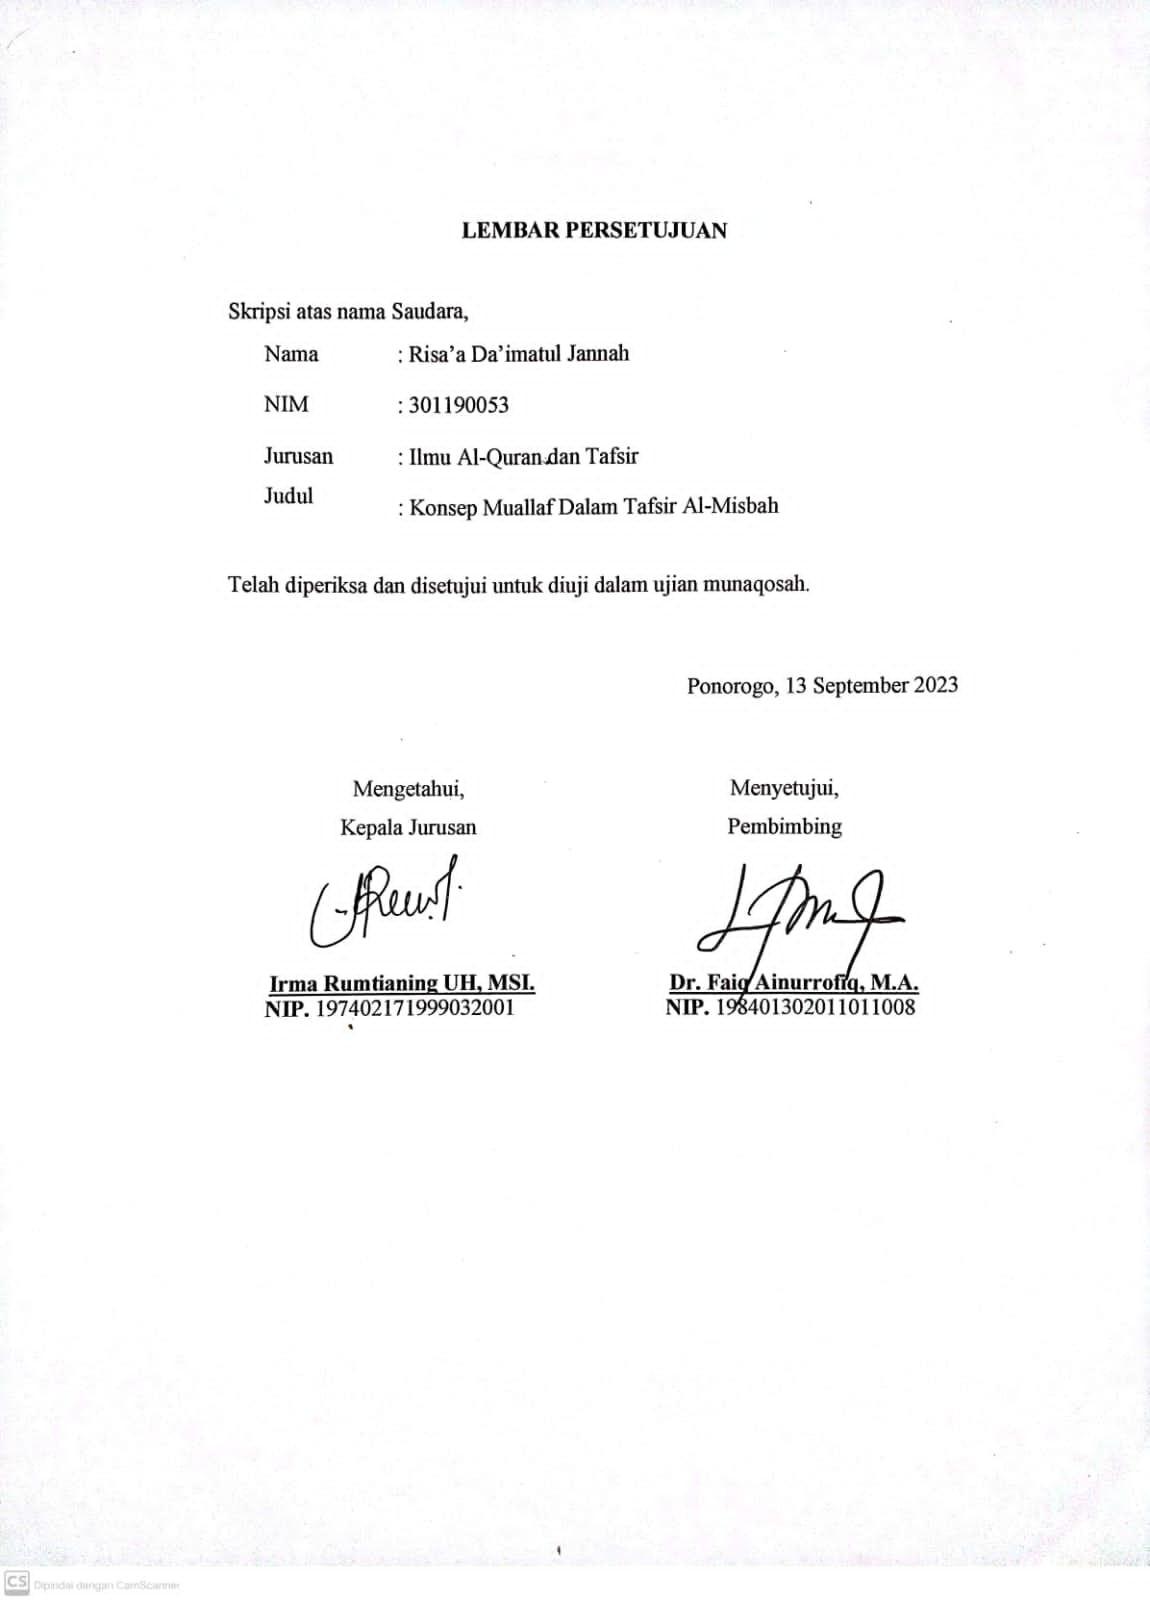 LEMBAR PERSETUJUAN
Skripsi atas nama Saudara,
Nama : Risa’a Da’imatul Jannah
NIM : 301190053
Jurusan : Ilmu Al-Quran dan Tafsir
Judul : Konsep Muallaf Dalam Tafsir Al-Misbah
Telah diperiksa dan disetujui untuk diuji dalam ujian munaqosah.
Ponorogo, 13 September 2023
Mengetahui,
Kepala Jurusan
Irma Rumtianing UH, MSI.
NIP. 197402171999032001
Menyetujui,
Pembimbing
Dr. Faiq Ainurrofiq, M.A.
NIP. 198401302011011008
CS Dipindai dengan CamScanner